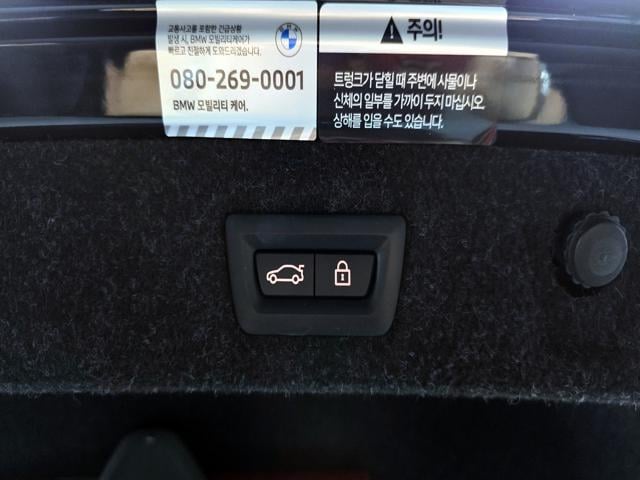 교통사고를 포함한 긴급상황
발생 시, BMW 모빌리티케어가
빠르고 친절하게 도와드리겠습니다.
080-269-0001
BMW 모빌리티 케어.
주의!
트렁크가 닫힐 때 주변에 사물이나
신체의 일부를 가까이 두지 마십시오.
상해를 입을 수도 있습니다.